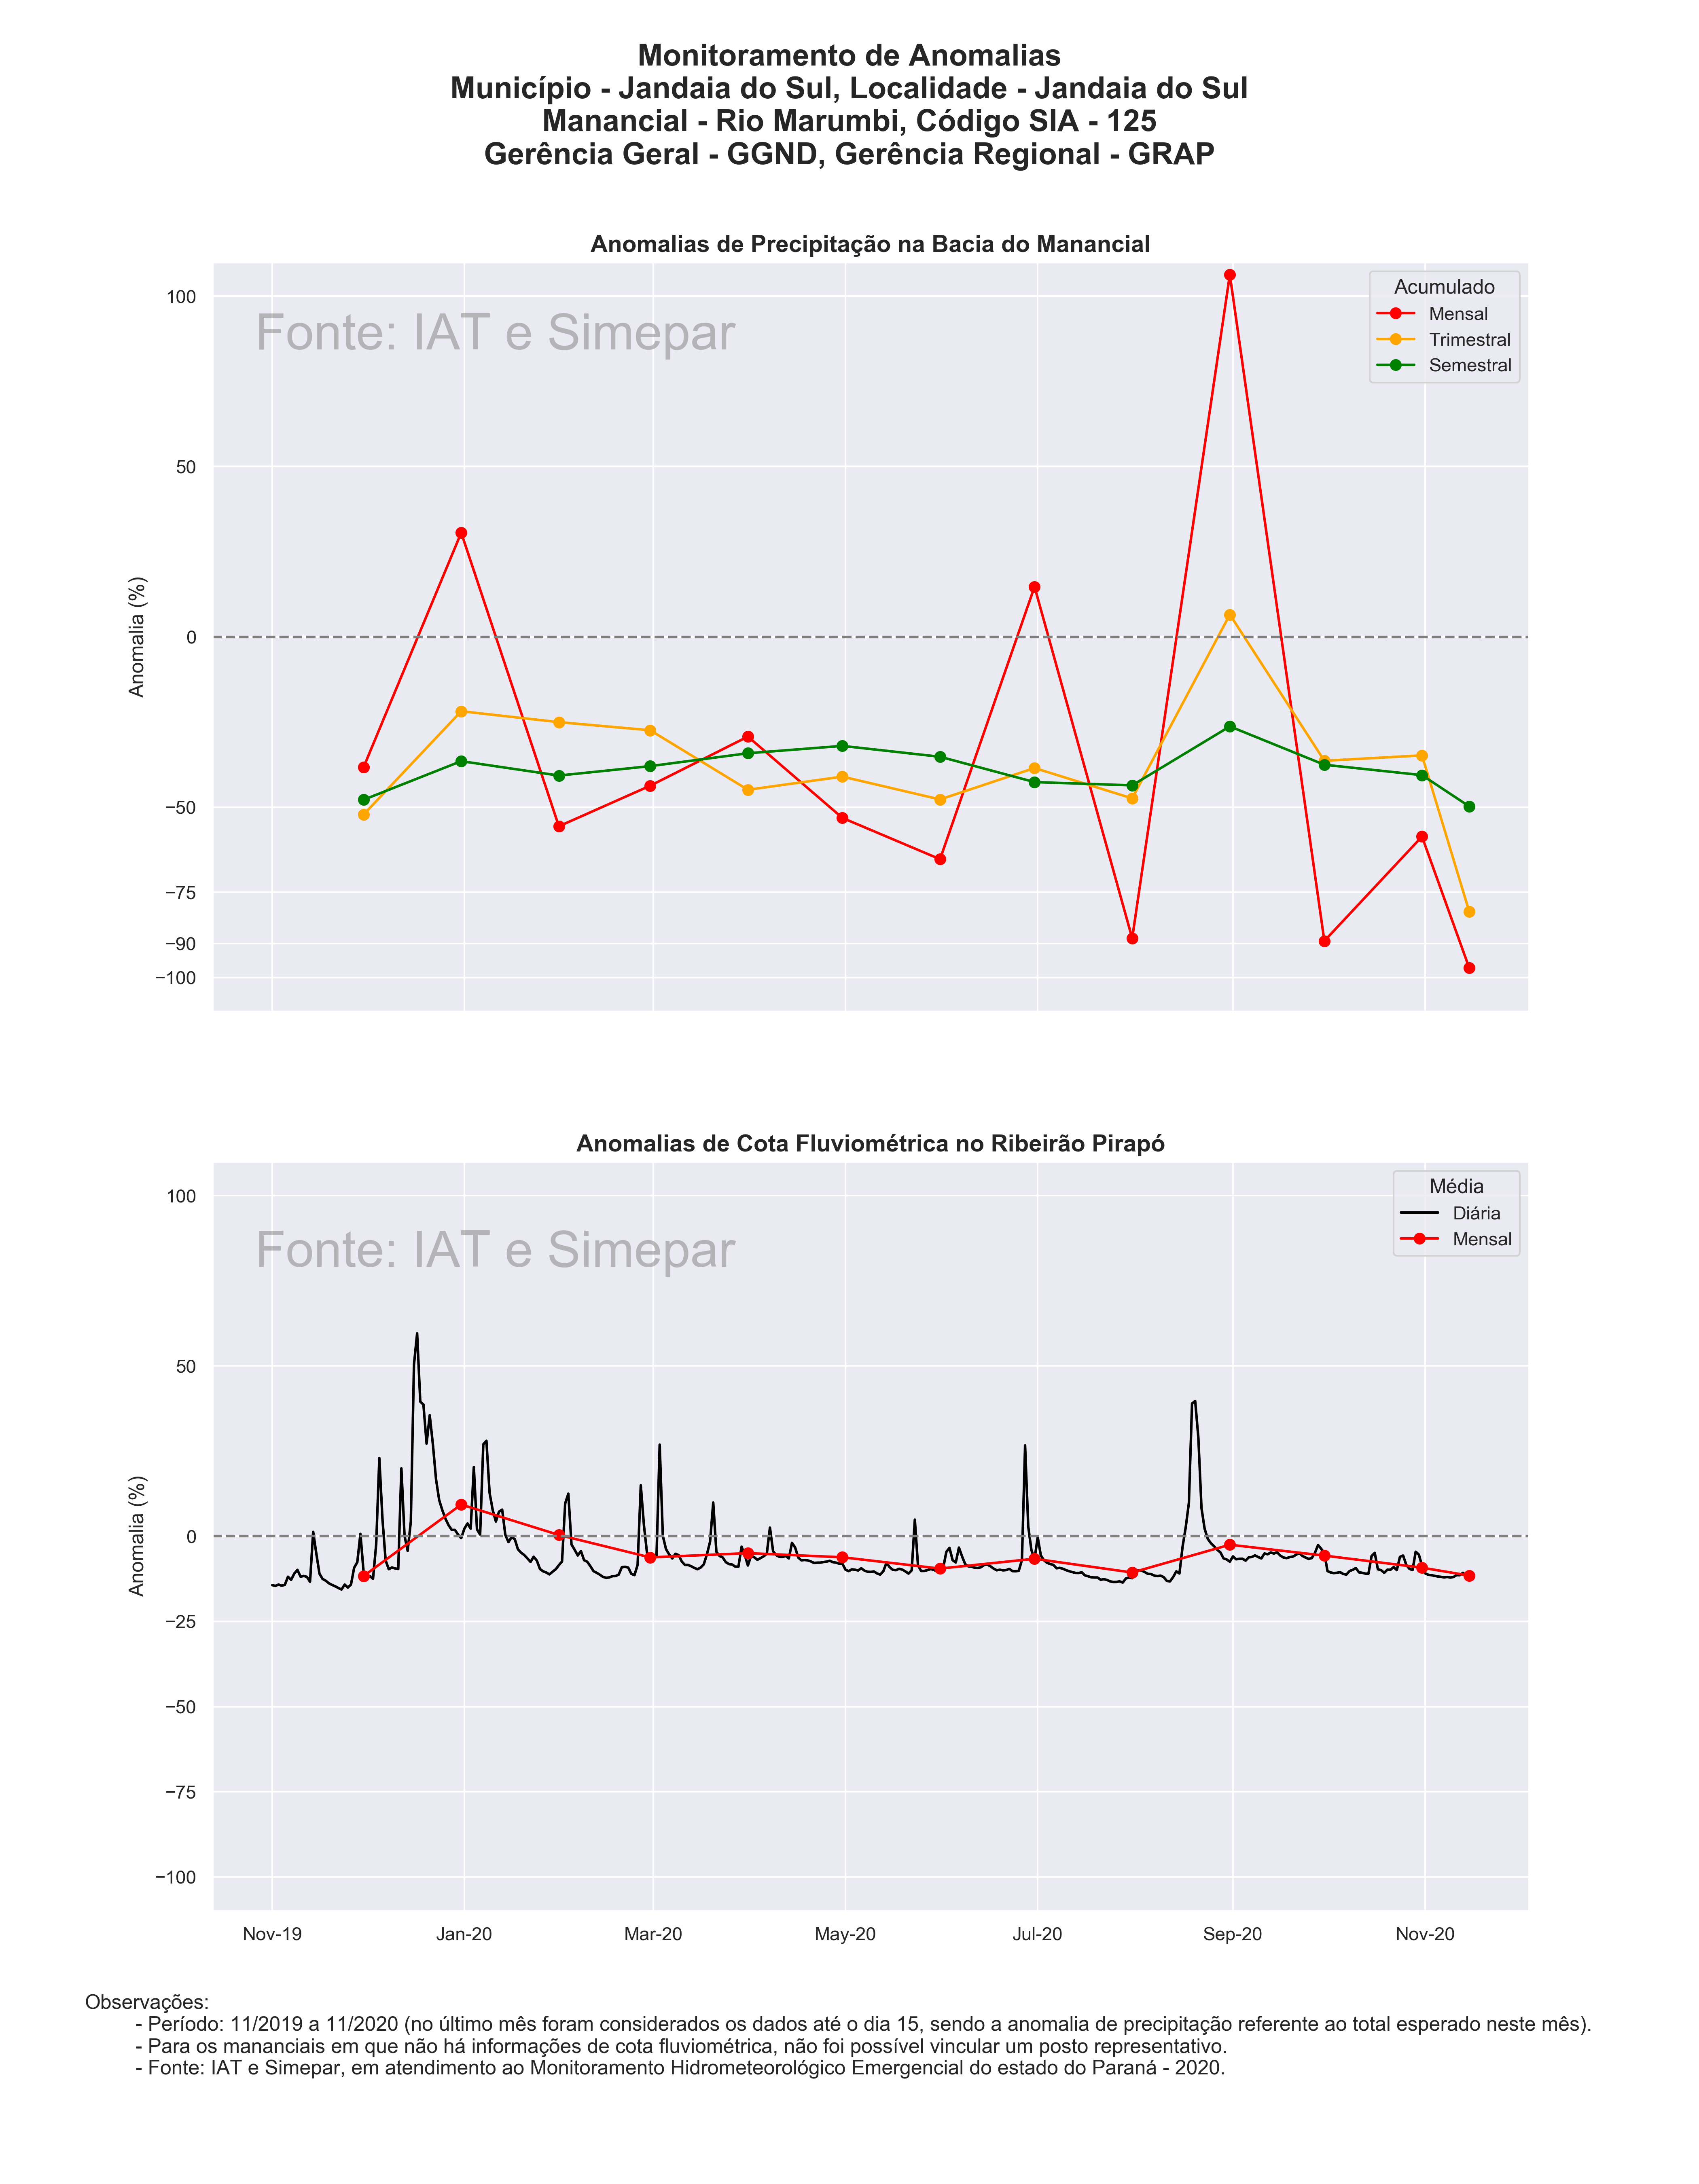 Monitoramento de Anomalias
Município - Jandaia do Sul, Localidade - Jandaia do Sul
Manancial - Rio Marumbi, Código SIA - 125
Gerência Geral - GGND, Gerência Regional - GRAP
Anomalias de Precipitação na Bacia do Manancial
Fonte: IAT e Simepar
Acumulado
Mensal
Trimestral
Semestral
Anomalia (%)
100
50
0
−50
−75
−90
−100
Anomalias de Cota Fluviométrica no Ribeirão Pirapó
Fonte: IAT e Simepar
Média
Diária
Mensal
Anomalia (%)
100
50
0
−25
−50
−75
−100
Nov-19 Jan-20 Mar-20 May-20 Jul-20 Sep-20 Nov-20
Observações:
- Período: 11/2019 a 11/2020 (no último mês foram considerados os dados até o dia 15, sendo a anomalia de precipitação referente ao total esperado neste mês).
- Para os mananciais em que não há informações de cota fluviométrica, não foi possível vincular um posto representativo.
- Fonte: IAT e Simepar, em atendimento ao Monitoramento Hidrometeorológico Emergencial do estado do Paraná - 2020.